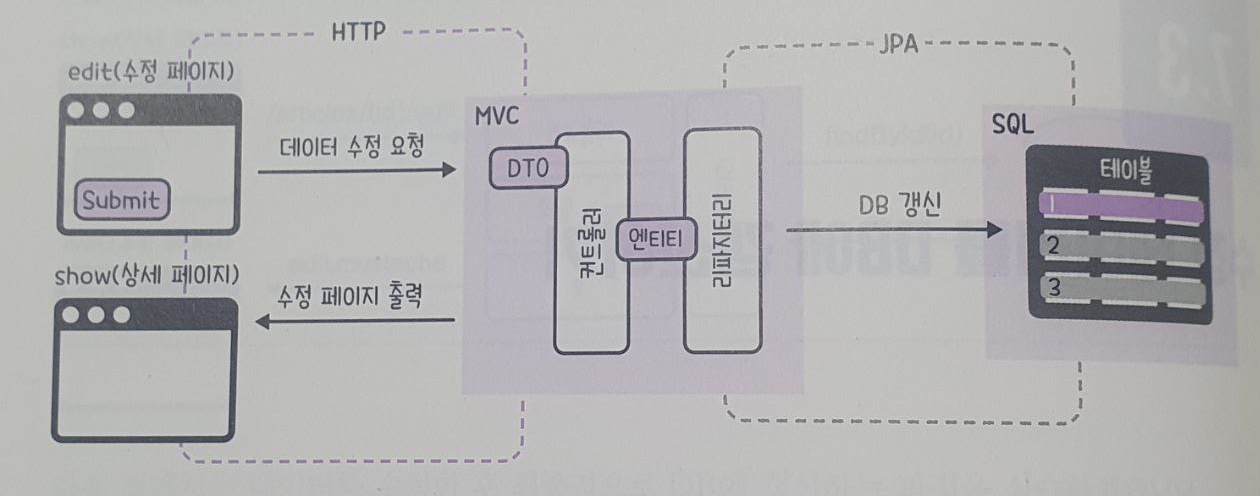 HTTP
JPA
edit(수정 페이지)
Submit
데이터 수정 요청
MVC
DTO
컨트롤러
엔티티
리파지터리
DB 갱신
SQL
테이블
1
2
3
show(상세 페이지)
수정 페이지 출력